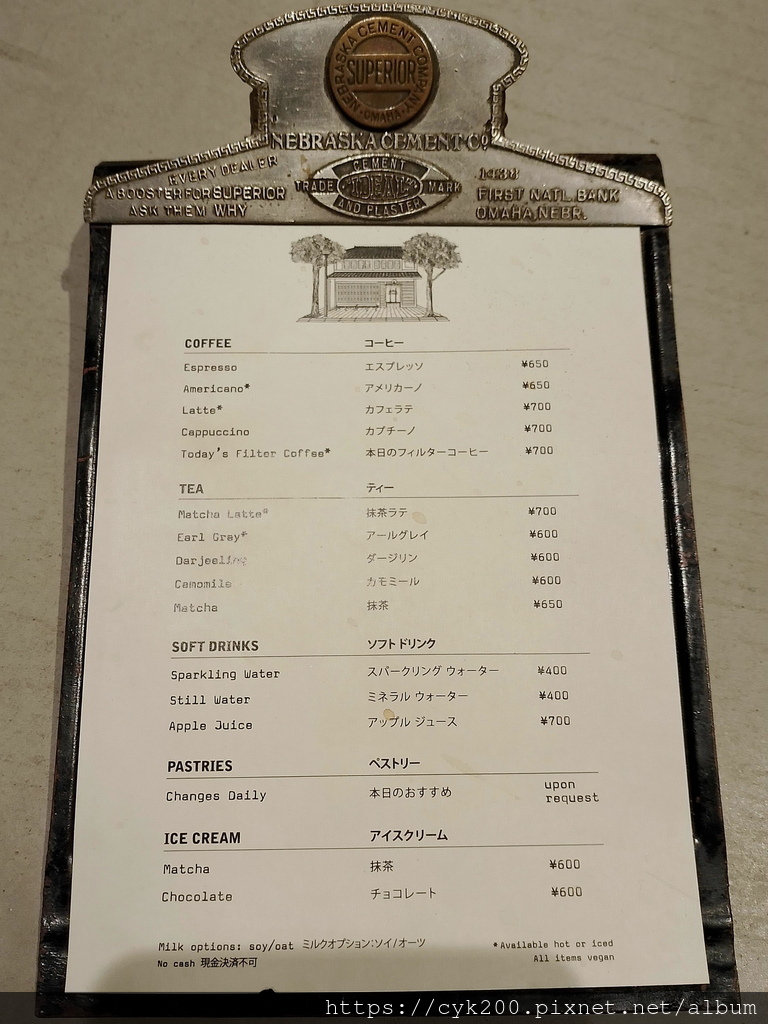 NEBRASKA CEMENT COMPANY
SUPERIOR
OMAHA
NEBRASKA CEMENT CO
EVERY DEALER
A BOOSTER FOR SUPERIOR
ASK THEM WHY
CEMENT
TRADE IDEAL MARK
AND PLASTER
FIRST NATL. BANK
OMAHA, NEBR.
COFFEE コーヒー
Espresso エスプレッソ ¥650
Americano* アメリカーノ ¥650
Latte* カフェラテ ¥700
Cappuccino カプチーノ ¥700
Today's Filter Coffee* 本日のフィルターコーヒー ¥700
TEA ティー
Matcha Latte* 抹茶ラテ ¥700
Earl Gray* アールグレイ ¥600
Darjeeling ダージリン ¥600
Camomile カモミール ¥600
Matcha 抹茶 ¥650
SOFT DRINKS ソフトドリンク
Sparkling Water スパークリング ウォーター ¥400
Still Water ミネラル ウォーター ¥400
Apple Juice アップル ジュース ¥700
PASTRIES ペストリー
Changes Daily 本日のおすすめ upon request
ICE CREAM アイスクリーム
Matcha 抹茶 ¥600
Chocolate チョコレート ¥600
Milk options: soy/oat ミルクオプション:ソイ/オーツ *Available hot or iced
No cash 現金決済不可 All items vegan
https://cyk200.pixnet.net/album